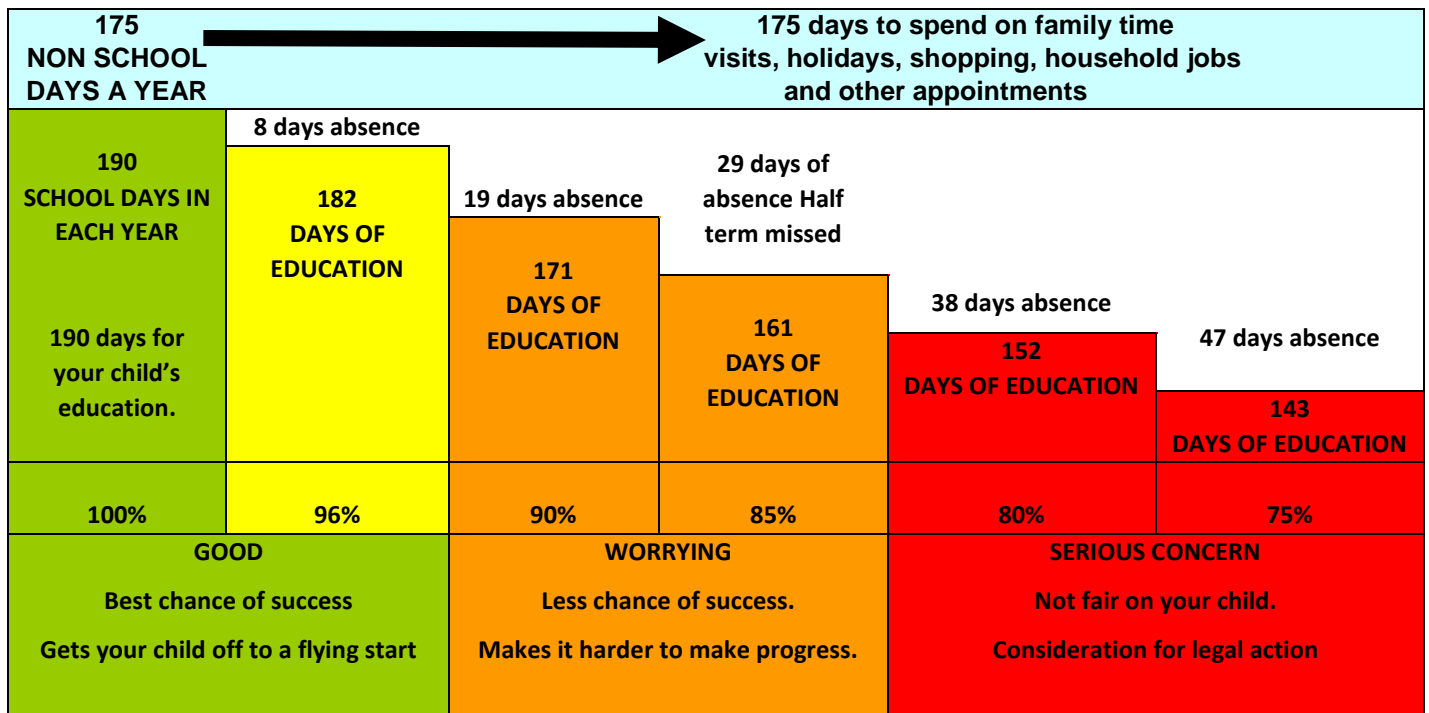 175
NON SCHOOL
DAYS A YEAR
175 days to spend on family time
visits, holidays, shopping, household jobs
and other appointments
190
SCHOOL DAYS IN
EACH YEAR
190 days for
your child’s
education.
8 days absence
182
DAYS OF
EDUCATION
19 days absence
171
DAYS OF
EDUCATION
29 days of
absence Half
term missed
161
DAYS OF
EDUCATION
38 days absence
152
DAYS OF EDUCATION
47 days absence
143
DAYS OF EDUCATION
100%
96%
90%
85%
80%
75%
GOOD
Best chance of success
Gets your child off to a flying start
WORRYING
Less chance of success.
Makes it harder to make progress.
SERIOUS CONCERN
Not fair on your child.
Consideration for legal action